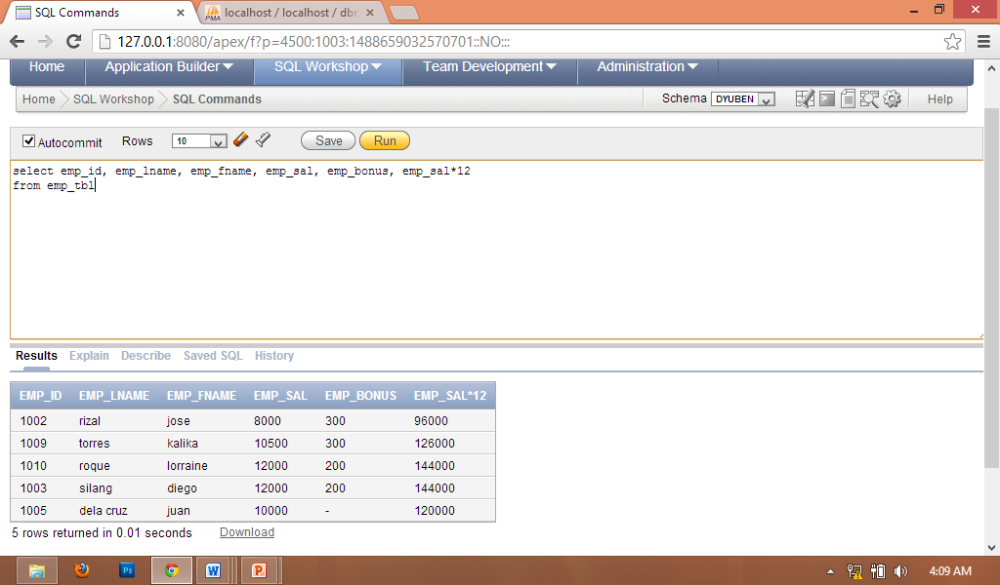 SQL Commands
localhost / localhost / dbr
127.0.0.1:8080/apex/f?p=4500:1003:1488659032570701::NO:::
Home Application Builder SQL Workshop Team Development Administration
Home SQL Workshop SQL Commands Schema DYUBEN Help
Autocommit Rows 10 Save Run
select emp_id, emp_lname, emp_fname, emp_sal, emp_bonus, emp_sal*12
from emp_tbl
Results Explain Describe Saved SQL History
EMP_ID EMP_LNAME EMP_FNAME EMP_SAL EMP_BONUS EMP_SAL*12
1002 rizal jose 8000 300 96000
1009 torres kalika 10500 300 126000
1010 roque lorraine 12000 200 144000
1003 silang diego 12000 200 144000
1005 dela cruz juan 10000 - 120000
5 rows returned in 0.01 seconds Download
Ps W P 4:09 AM